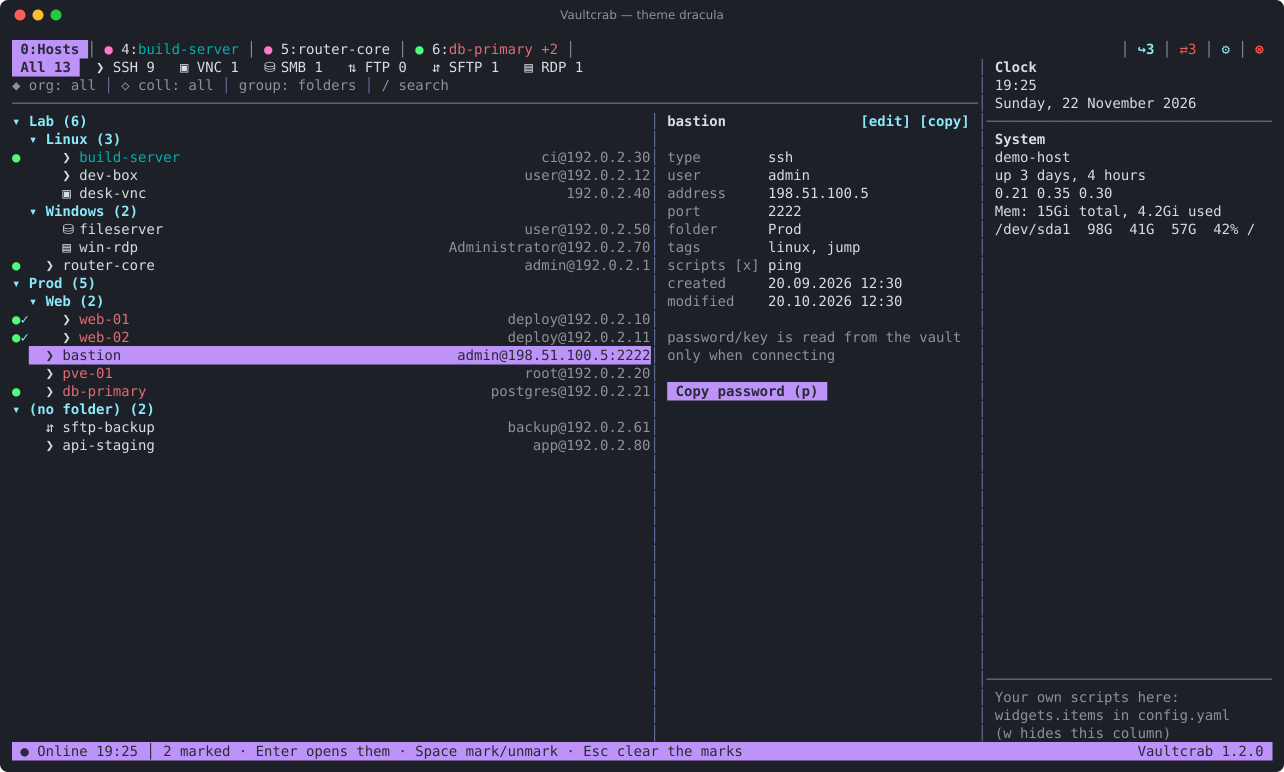 Vaultcrab — theme dracula
0:Hosts │ ● 4:build-server │ ● 5:router-core │ ● 6:db-primary +2 │ │ ↪3 │ ⇄3 │ ⚙ │ ⊗
All 13 ❯ SSH 9 ▣ VNC 1 ⛁ SMB 1 ⇅ FTP 0 ⇵ SFTP 1 ▤ RDP 1
◆ org: all │ ◇ coll: all │ group: folders │ / search
▾ Lab (6)
▾ Linux (3)
● ❯ build-server ci@192.0.2.30
❯ dev-box user@192.0.2.12
▣ desk-vnc 192.0.2.40
▾ Windows (2)
⛁ fileserver user@192.0.2.50
▤ win-rdp Administrator@192.0.2.70
● ❯ router-core admin@192.0.2.1
▾ Prod (5)
▾ Web (2)
●✓ ❯ web-01 deploy@192.0.2.10
●✓ ❯ web-02 deploy@192.0.2.11
❯ bastion admin@198.51.100.5:2222
❯ pve-01 root@192.0.2.20
● ❯ db-primary postgres@192.0.2.21
▾ (no folder) (2)
⇵ sftp-backup backup@192.0.2.61
❯ api-staging app@192.0.2.80
bastion [edit] [copy]
type ssh
user admin
address 198.51.100.5
port 2222
folder Prod
tags linux, jump
scripts [x] ping
created 20.09.2026 12:30
modified 20.10.2026 12:30
password/key is read from the vault
only when connecting
Copy password (p)
Clock
19:25
Sunday, 22 November 2026
System
demo-host
up 3 days, 4 hours
0.21 0.35 0.30
Mem: 15Gi total, 4.2Gi used
/dev/sda1 98G 41G 57G 42% /
Your own scripts here:
widgets.items in config.yaml
(w hides this column)
● Online 19:25 │ 2 marked · Enter opens them · Space mark/unmark · Esc clear the marks Vaultcrab 1.2.0